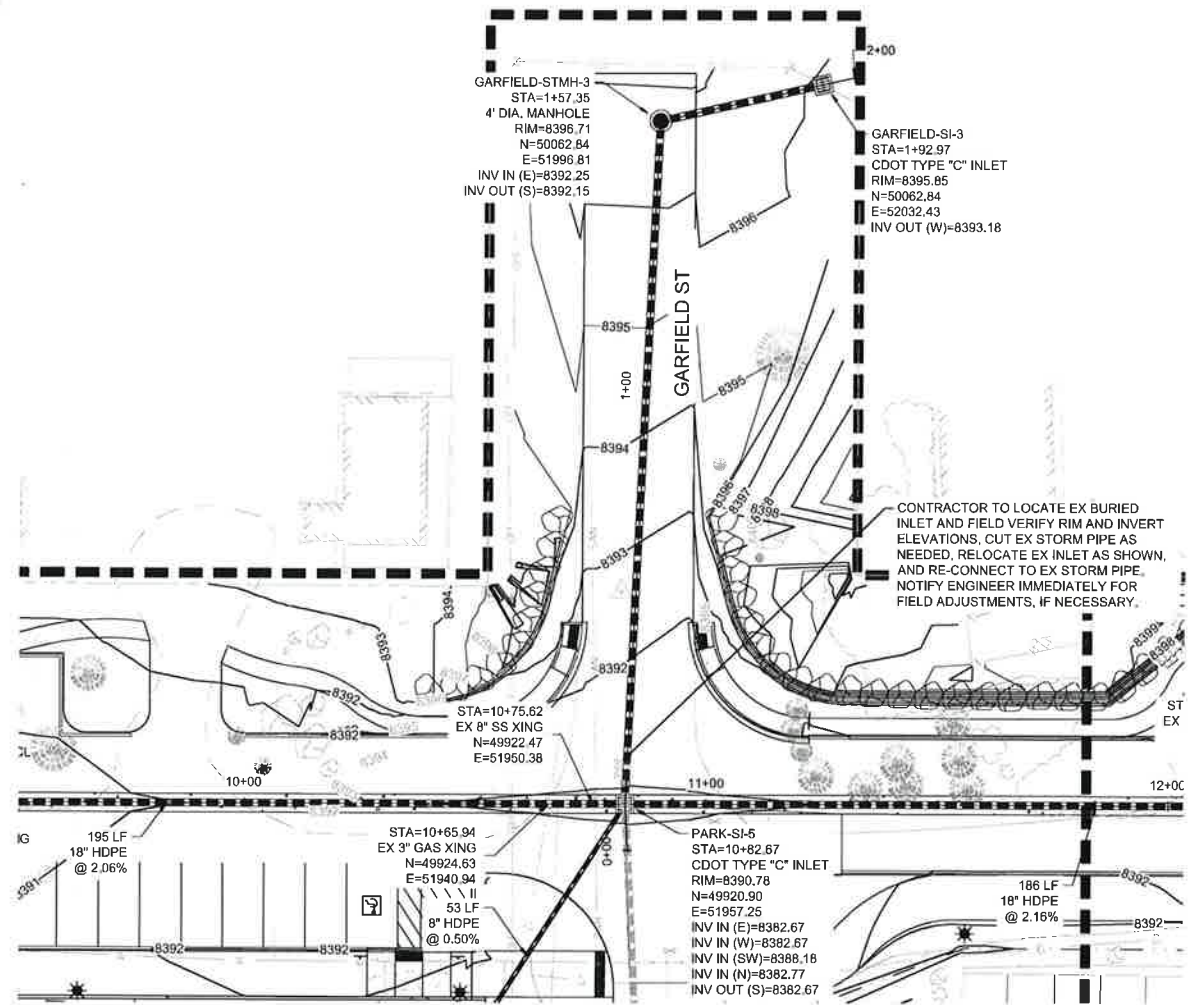 2+00
GARFIELD-STMH-3
STA=1+57.35
4' DIA. MANHOLE
RIM=8396.71
N=50062.84
E=51996.81
INV IN (E)=8392.25
INV OUT (S)=8392.15
GARFIELD-SI-3
STA=1+92.97
CDOT TYPE "C" INLET
RIM=8395.85
N=50062.84
E=52032.43
INV OUT (W)=8393.18
8396
GARFIELD ST
8395
1+00
8395
8394
8396
8397
8398
8393
CONTRACTOR TO LOCATE EX BURIED
INLET AND FIELD VERIFY RIM AND INVERT
ELEVATIONS, CUT EX STORM PIPE AS
NEEDED, RELOCATE EX INLET AS SHOWN,
AND RE-CONNECT TO EX STORM PIPE.
NOTIFY ENGINEER IMMEDIATELY FOR
FIELD ADJUSTMENTS, IF NECESSARY.
8394
8393
8392
8392
8392
8399
8398
ST
EX
STA=10+75.62
EX 8" SS XING
N=49922.47
E=51950.38
10+00
11+00
12+00
195 LF
18" HDPE
@ 2.06%
STA=10+65.94
EX 3" GAS XING
N=49924.63
E=51940.94
0+00
PARK-SI-5
STA=10+82.67
CDOT TYPE "C" INLET
RIM=8390.78
N=49920.90
E=51957.25
INV IN (E)=8382.67
INV IN (W)=8382.67
INV IN (SW)=8388.18
INV IN (N)=8382.77
INV OUT (S)=8382.67
8391
53 LF
8" HDPE
@ 0.50%
186 LF
18" HDPE
@ 2.16%
8392
8392
8392
8392